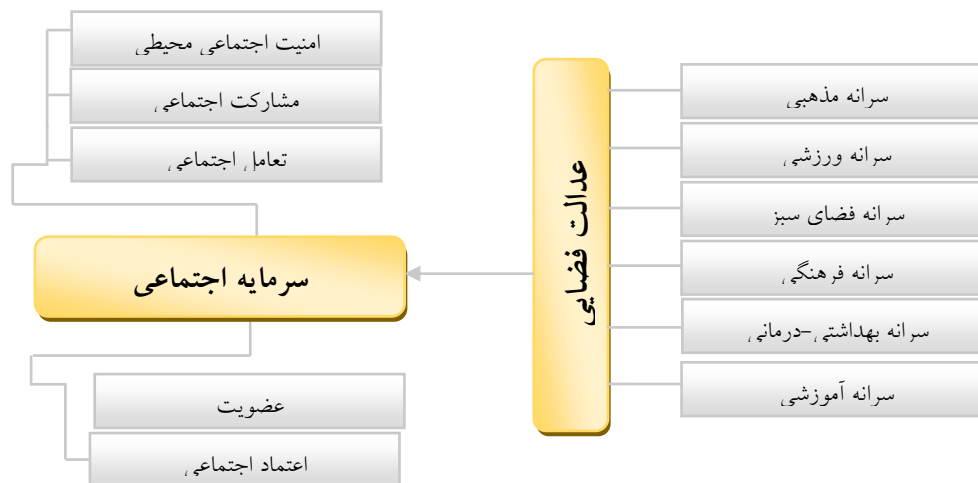 سرانه مذهبی
سرانه ورزشی
سرانه فضای سبز
سرانه فرهنگی
سرانه بهداشتی-درمانی
سرانه آموزشی
عدالت فضایی
امنیت اجتماعی محیطی
مشارکت اجتماعی
تعامل اجتماعی
سرمایه اجتماعی
عضویت
اعتماد اجتماعی